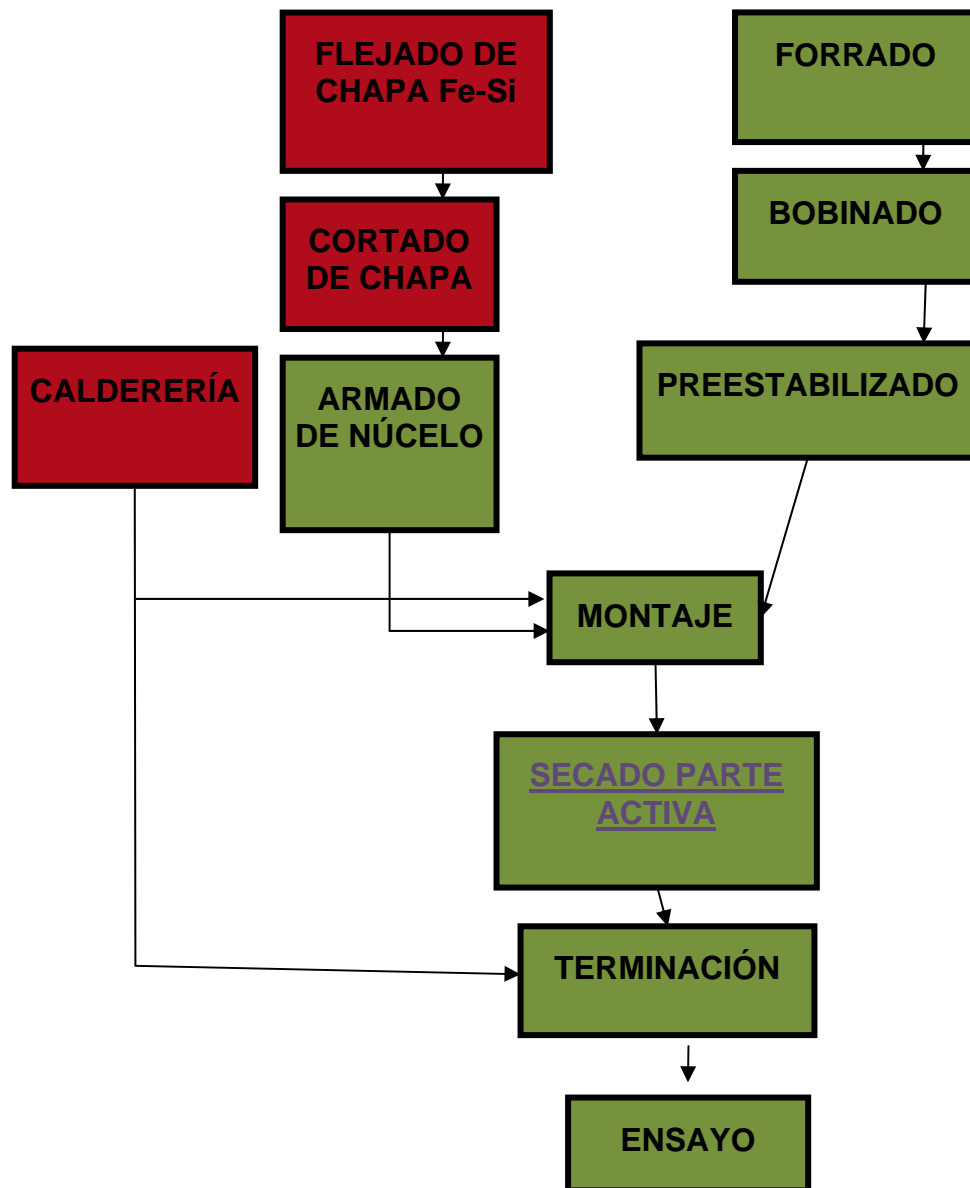 FLEJADO DE
CHAPA Fe-Si
FORRADO
CORTADO
DE CHAPA
BOBINADO
CALDERERÍA
ARMADO
DE NÚCELO
PREESTABILIZADO
MONTAJE
SECADO PARTE
ACTIVA
TERMINACIÓN
ENSAYO